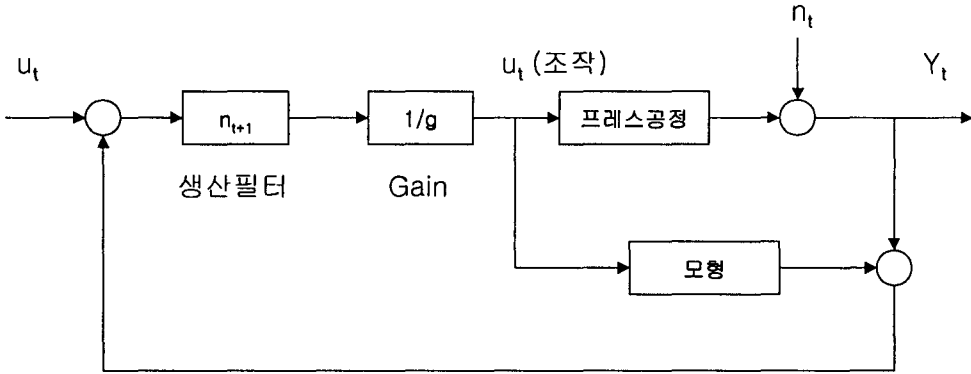 n_t
u_t
u_t (조작)
Y_t
n_{t+1}
1/g
프레스공정
생산필터
Gain
모형